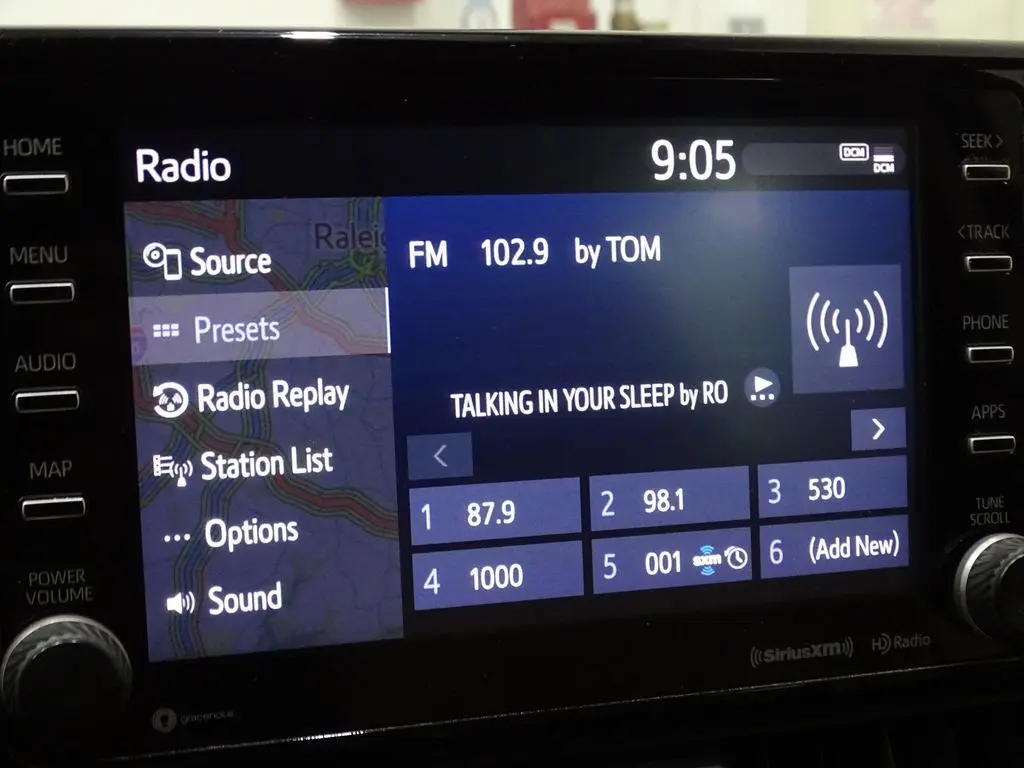 HOME
MENU
AUDIO
MAP
POWER
VOLUME
Radio
9:05
DCM
DCM
Raleig
Source
Presets
Radio Replay
Station List
Options
Sound
FM 102.9 by TOM
TALKING IN YOUR SLEEP by RO
<
>
1 87.9
2 98.1
3 530
4 1000
5 001 sxm
6 (Add New)
SEEK >
< TRACK
PHONE
APPS
TUNE
SCROLL
gracenote
((SiriusXM))
HD Radio